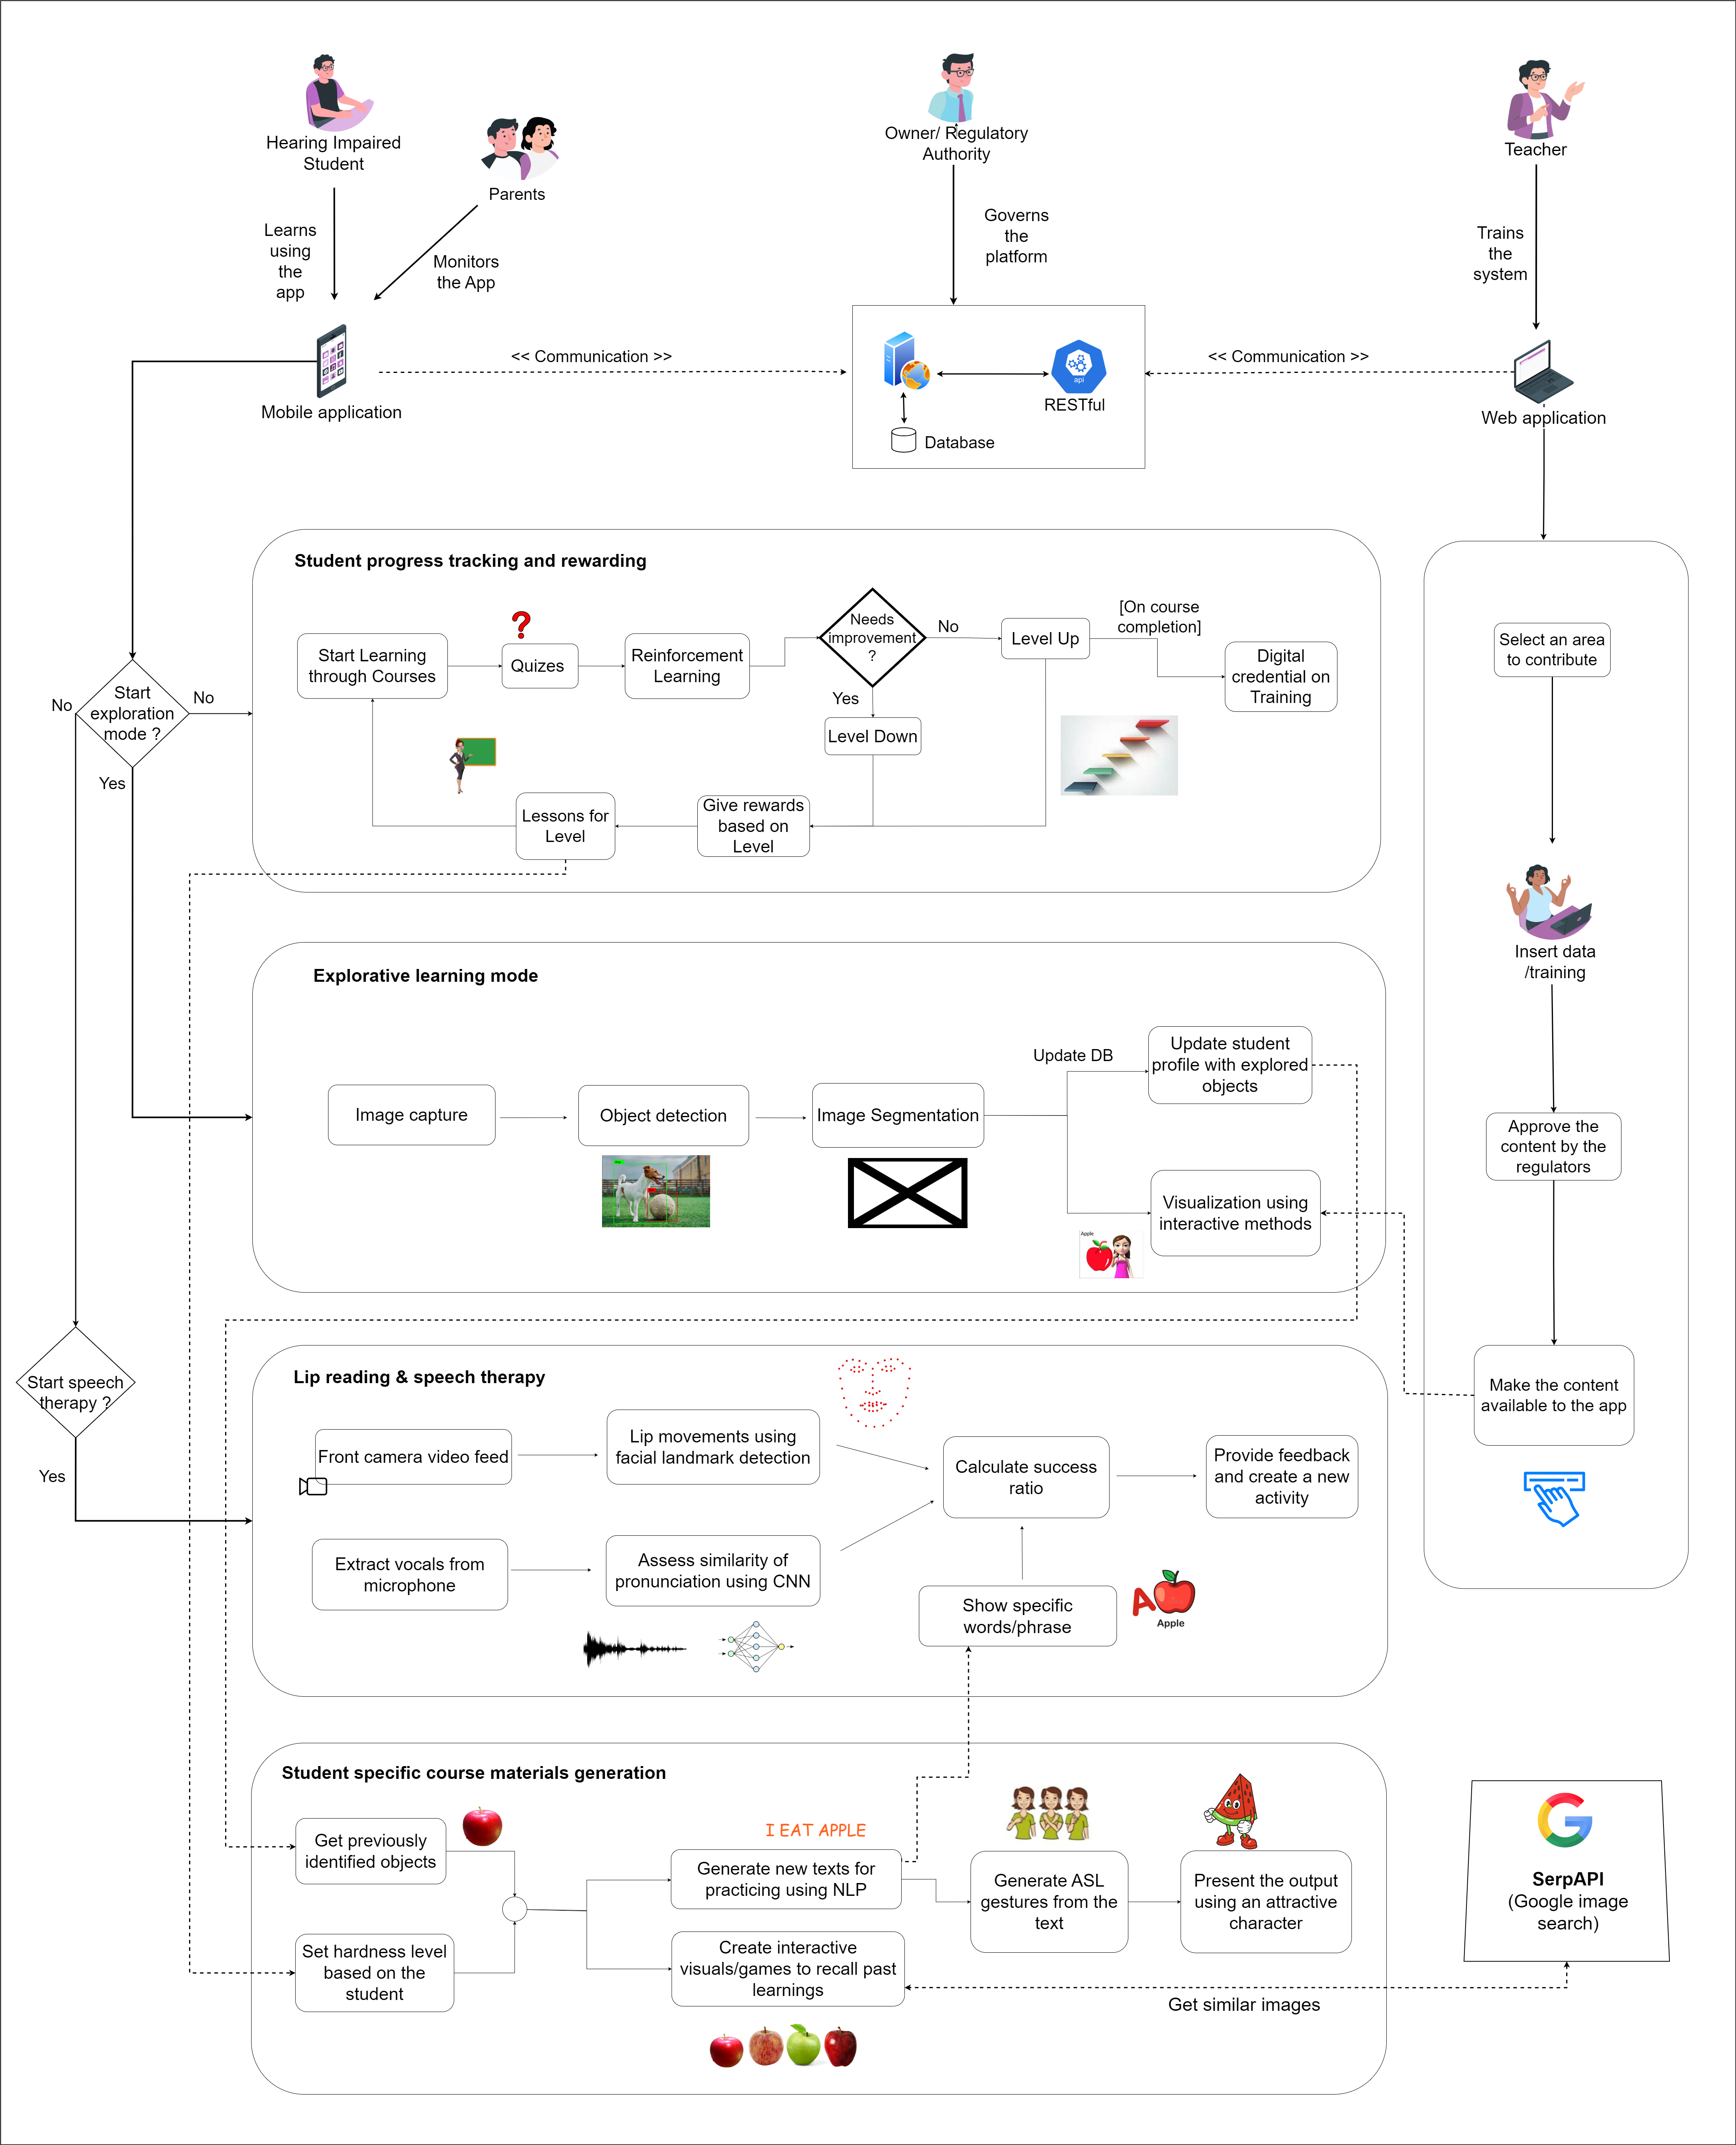 Hearing Impaired
Student
Parents
Owner/ Regulatory
Authority
Teacher
Learns
using
the
app
Monitors
the App
Governs
the
platform
Trains
the
system
<< Communication >>
<< Communication >>
Mobile application
api
RESTful
Database
Web application
Student progress tracking and rewarding
Start Learning
through Courses
?
Quizes
Reinforcement
Learning
Needs
improvement
?
No
Level Up
[On course
completion]
Digital
credential on
Training
Yes
Level Down
Lessons for
Level
Give rewards
based on
Level
Start
exploration
mode ?
No
No
Yes
Select an area
to contribute
Insert data
/training
Approve the
content by the
regulators
Make the content
available to the app
Explorative learning mode
Image capture
Object detection
Image Segmentation
Update DB
Update student
profile with explored
objects
Visualization using
interactive methods
Apple
Start speech
therapy ?
Yes
Lip reading & speech therapy
Front camera video feed
Lip movements using
facial landmark detection
Calculate success
ratio
Provide feedback
and create a new
activity
Extract vocals from
microphone
Assess similarity of
pronunciation using CNN
Show specific
words/phrase
A
Apple
Student specific course materials generation
Get previously
identified objects
I EAT APPLE
Generate new texts for
practicing using NLP
Generate ASL
gestures from the
text
Present the output
using an attractive
character
Set hardness level
based on the
student
Create interactive
visuals/games to recall past
learnings
Get similar images
SerpAPI
(Google image
search)